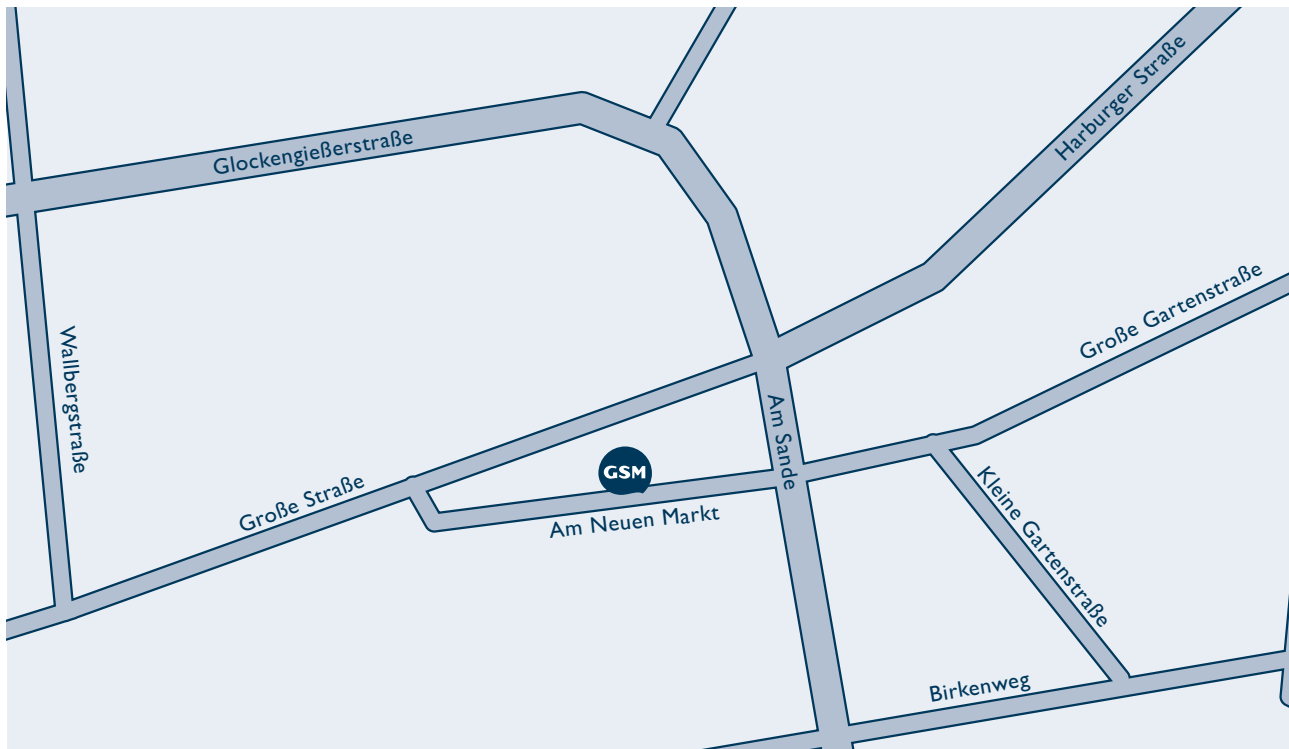 Harburger Straße
Glockengießerstraße
Große Gartenstraße
Wallbergstraße
Am Sande
GSM
Große Straße
Am Neuen Markt
Kleine Gartenstraße
Birkenweg